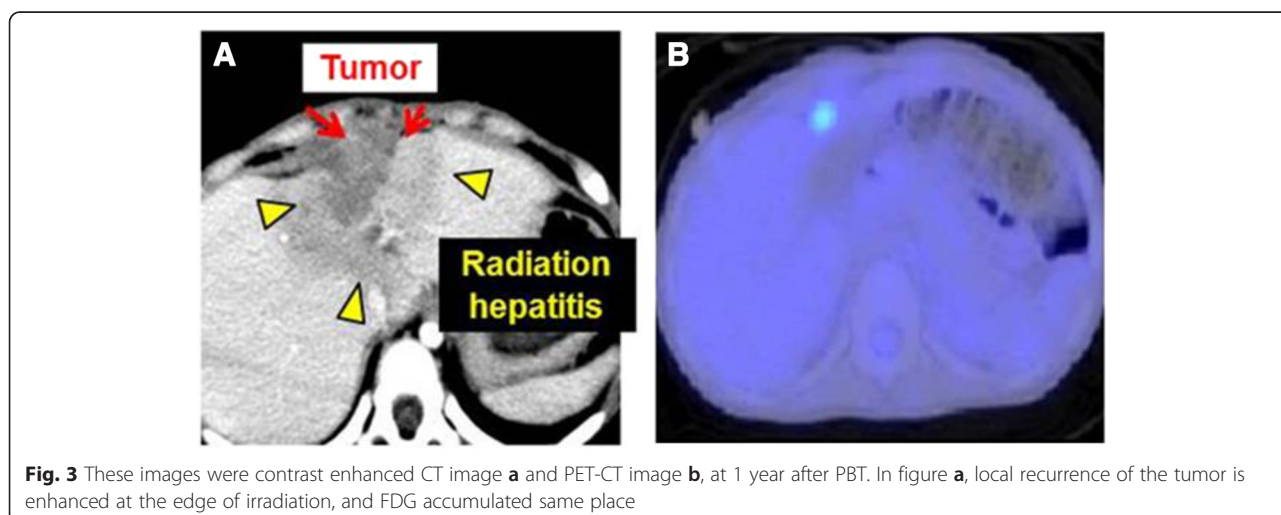 A
Tumor
Radiation
hepatitis
B
Fig. 3 These images were contrast enhanced CT image a and PET-CT image b, at 1 year after PBT. In figure a, local recurrence of the tumor is
enhanced at the edge of irradiation, and FDG accumulated same place